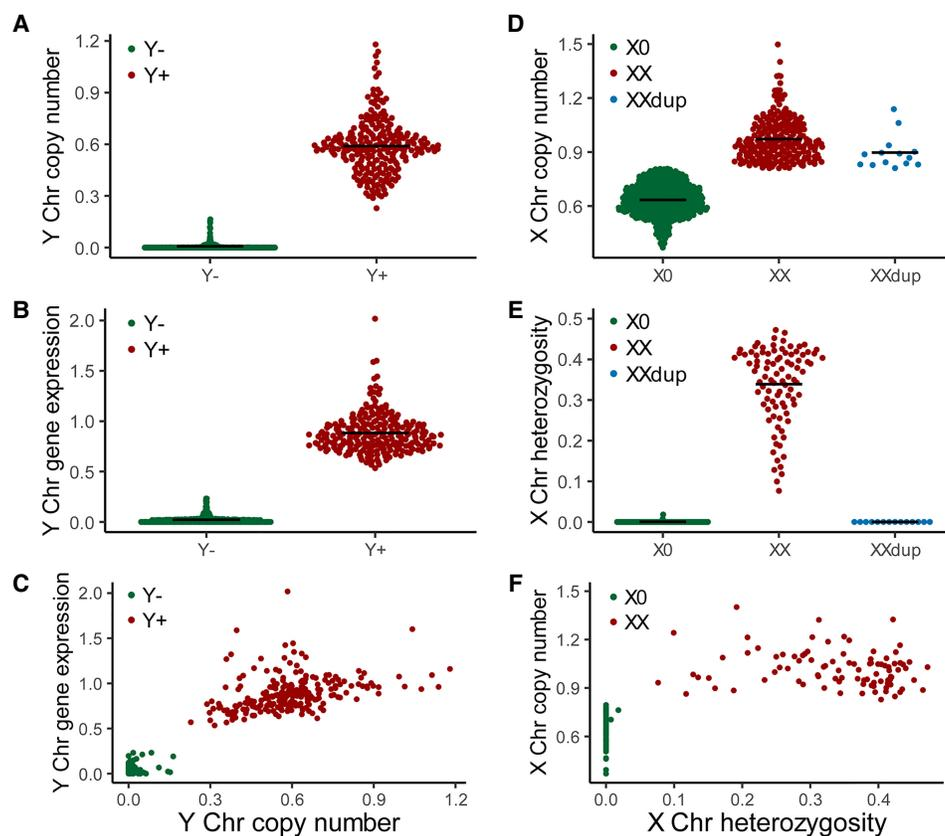 A
Y Chr copy number
1.2
0.9
0.6
0.3
0.0
Y-
Y+
Y-
Y+
B
Y Chr gene expression
2.0
1.5
1.0
0.5
0.0
Y-
Y+
Y-
Y+
C
Y Chr gene expression
2.0
1.5
1.0
0.5
0.0
Y-
Y+
0.0 0.3 0.6 0.9 1.2
Y Chr copy number
D
X Chr copy number
1.5
1.2
0.9
0.6
X0
XX
XXdup
X0
XX
XXdup
E
X Chr heterozygosity
0.5
0.4
0.3
0.2
0.1
0.0
X0
XX
XXdup
X0
XX
XXdup
F
X Chr copy number
1.5
1.2
0.9
0.6
X0
XX
0.0 0.1 0.2 0.3 0.4
X Chr heterozygosity